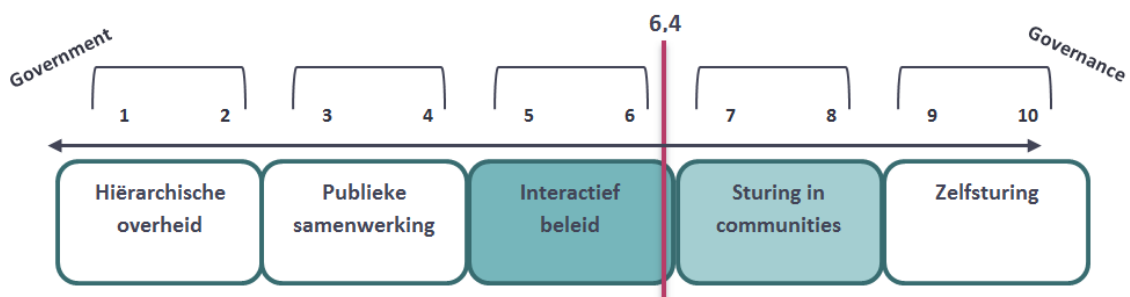 6,4
Government
Governance
1 2 3 4 5 6 7 8 9 10
Hiërarchische
overheid
Publieke
samenwerking
Interactief
beleid
Sturing in
communities
Zelfsturing